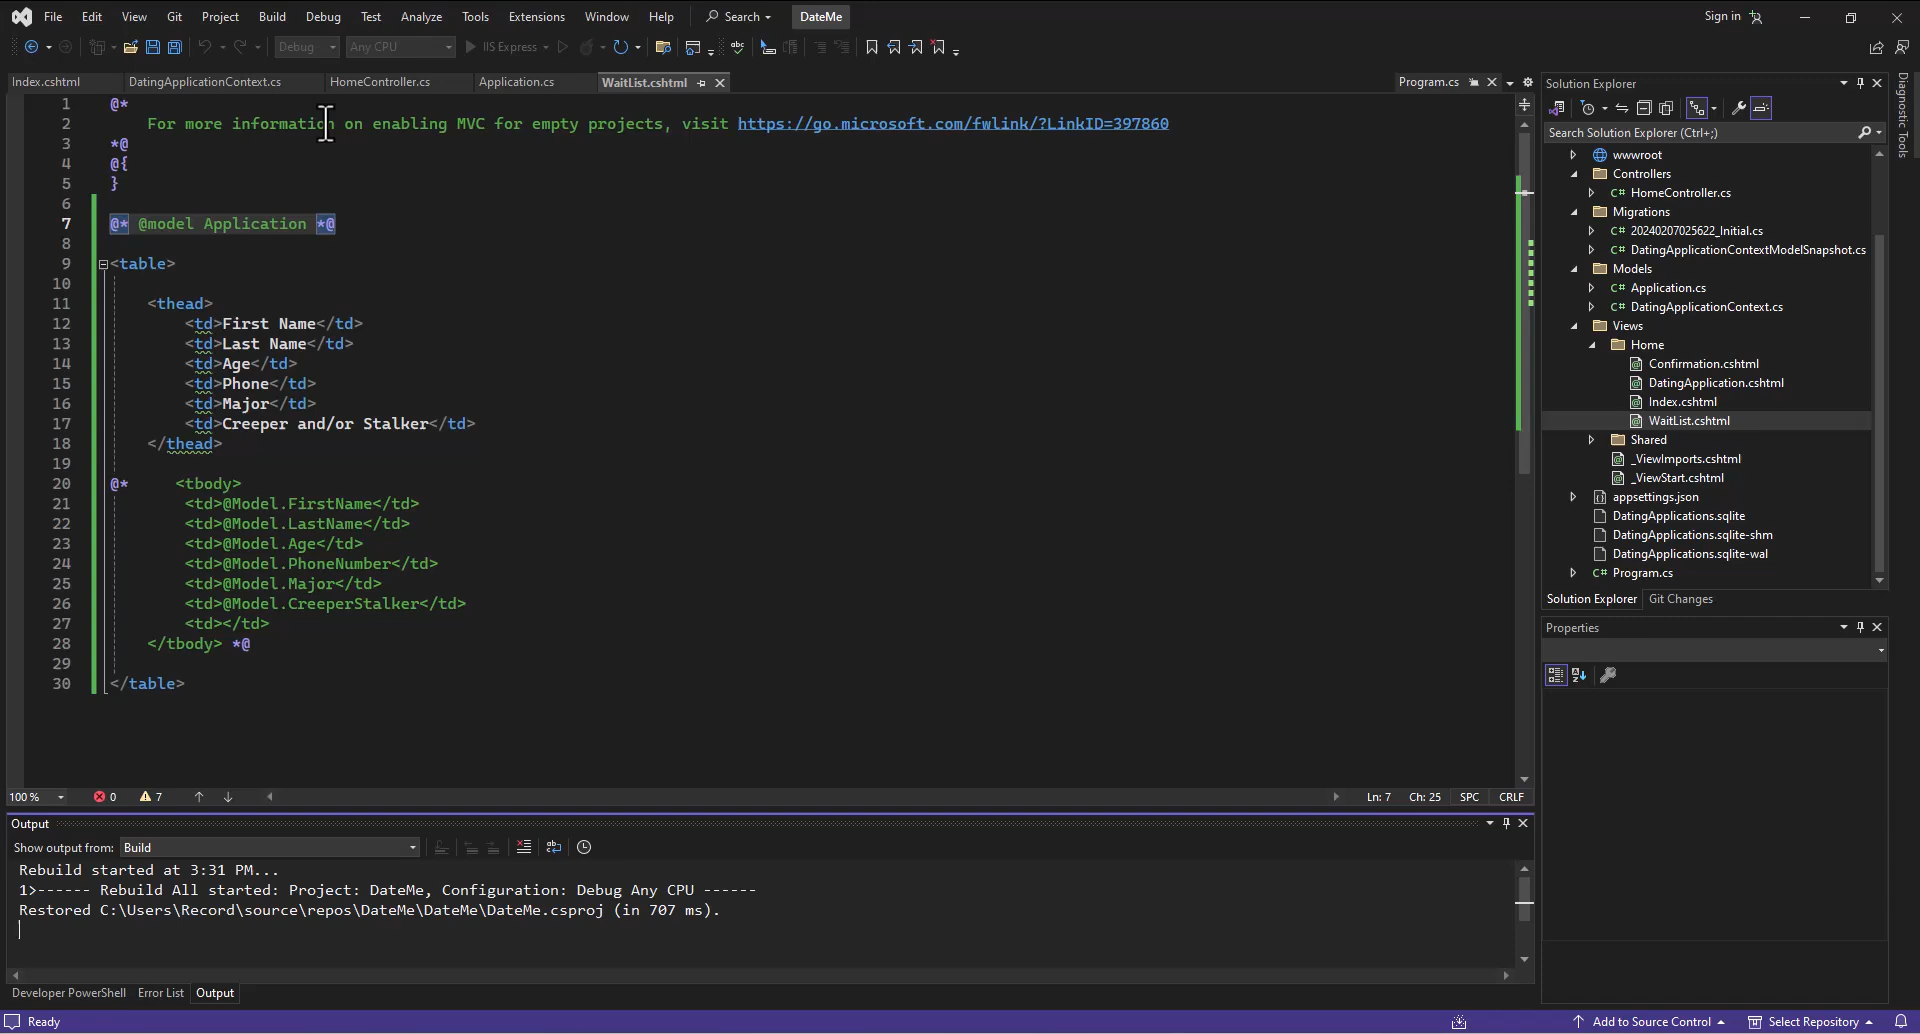 File Edit View Git Project Build Debug Test Analyze Tools Extensions Window Help Search DateMe Sign in
Debug Any CPU IIS Express
Index.cshtml DatingApplicationContext.cs HomeController.cs Application.cs WaitList.cshtml Program.cs
1 @*
2 For more information on enabling MVC for empty projects, visit https://go.microsoft.com/fwlink/?LinkID=397860
3 *@
4 @{
5 }
6
7 @* @model Application *@
8
9 <table>
10
11 <thead>
12 <td>First Name</td>
13 <td>Last Name</td>
14 <td>Age</td>
15 <td>Phone</td>
16 <td>Major</td>
17 <td>Creeper and/or Stalker</td>
18 </thead>
19
20 @* <tbody>
21 <td>@Model.FirstName</td>
22 <td>@Model.LastName</td>
23 <td>@Model.Age</td>
24 <td>@Model.PhoneNumber</td>
25 <td>@Model.Major</td>
26 <td>@Model.CreeperStalker</td>
27 <td></td>
28 </tbody> *@
29
30 </table>
100 % 0 7 Ln: 7 Ch: 25 SPC CRLF
Output
Show output from: Build
Rebuild started at 3:31 PM...
1>------ Rebuild All started: Project: DateMe, Configuration: Debug Any CPU ------
Restored C:\Users\Record\source\repos\DateMe\DateMe\DateMe.csproj (in 707 ms).
Developer PowerShell Error List Output
Solution Explorer
Search Solution Explorer (Ctrl+;)
wwwroot
Controllers
C# HomeController.cs
Migrations
C# 20240207025622_Initial.cs
C# DatingApplicationContextModelSnapshot.cs
Models
C# Application.cs
C# DatingApplicationContext.cs
Views
Home
Confirmation.cshtml
DatingApplication.cshtml
Index.cshtml
WaitList.cshtml
Shared
_ViewImports.cshtml
_ViewStart.cshtml
appsettings.json
DatingApplications.sqlite
DatingApplications.sqlite-shm
DatingApplications.sqlite-wal
C# Program.cs
Solution Explorer Git Changes
Properties
Diagnostic Tools
Ready Add to Source Control Select Repository